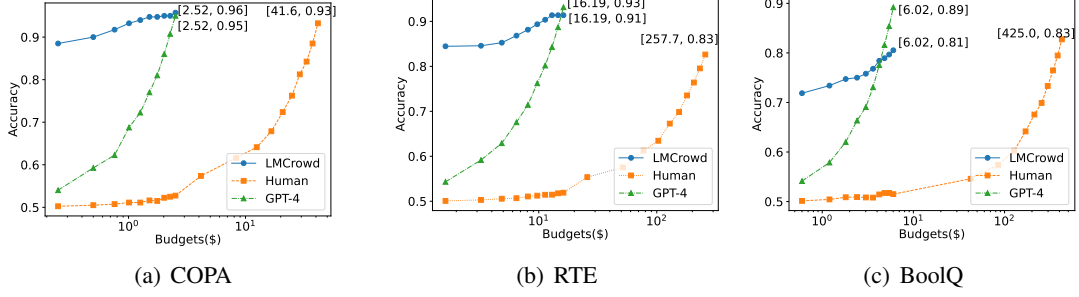 [2.52, 0.96]
[2.52, 0.95]
[41.6, 0.93]
0.9
0.8
0.7
0.6
0.5
Accuracy
LMCrowd
Human
GPT-4
10^0
10^1
Budgets($)
(a) COPA
[16.19, 0.93]
[16.19, 0.91]
[257.7, 0.83]
0.9
0.8
0.7
0.6
0.5
Accuracy
LMCrowd
Human
GPT-4
10^1
10^2
Budgets($)
(b) RTE
[6.02, 0.89]
[6.02, 0.81]
[425.0, 0.83]
0.9
0.8
0.7
0.6
0.5
Accuracy
LMCrowd
Human
GPT-4
10^0
10^1
10^2
Budgets($)
(c) BoolQ